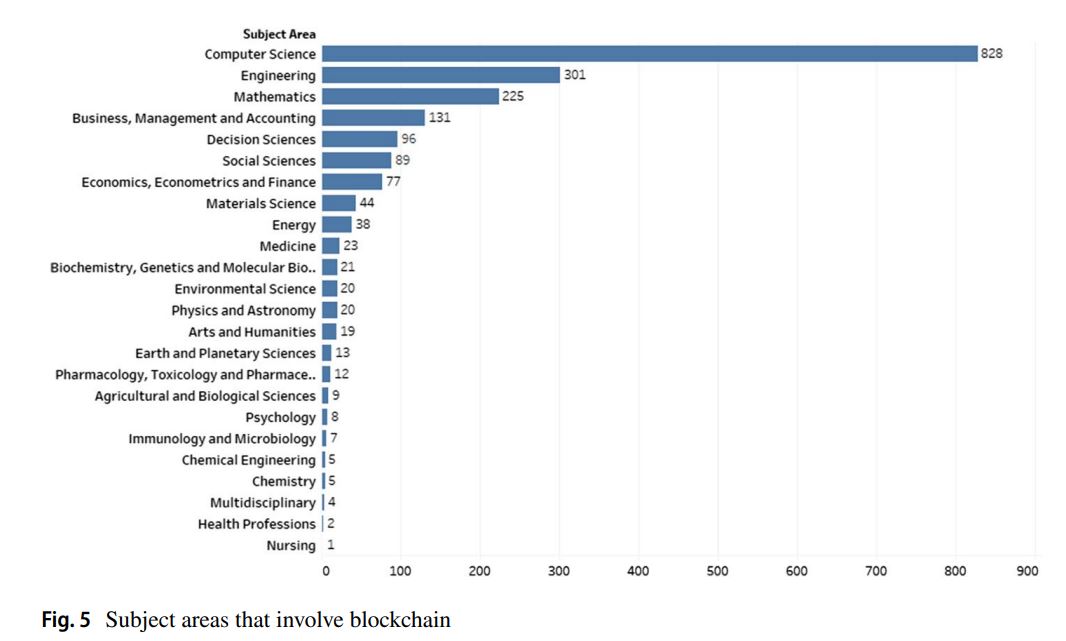 Subject Area
Computer Science 828
Engineering 301
Mathematics 225
Business, Management and Accounting 131
Decision Sciences 96
Social Sciences 89
Economics, Econometrics and Finance 77
Materials Science 44
Energy 38
Medicine 23
Biochemistry, Genetics and Molecular Bio.. 21
Environmental Science 20
Physics and Astronomy 20
Arts and Humanities 19
Earth and Planetary Sciences 13
Pharmacology, Toxicology and Pharmace.. 12
Agricultural and Biological Sciences 9
Psychology 8
Immunology and Microbiology 7
Chemical Engineering 5
Chemistry 5
Multidisciplinary 4
Health Professions 2
Nursing 1
0 100 200 300 400 500 600 700 800 900
Fig. 5 Subject areas that involve blockchain